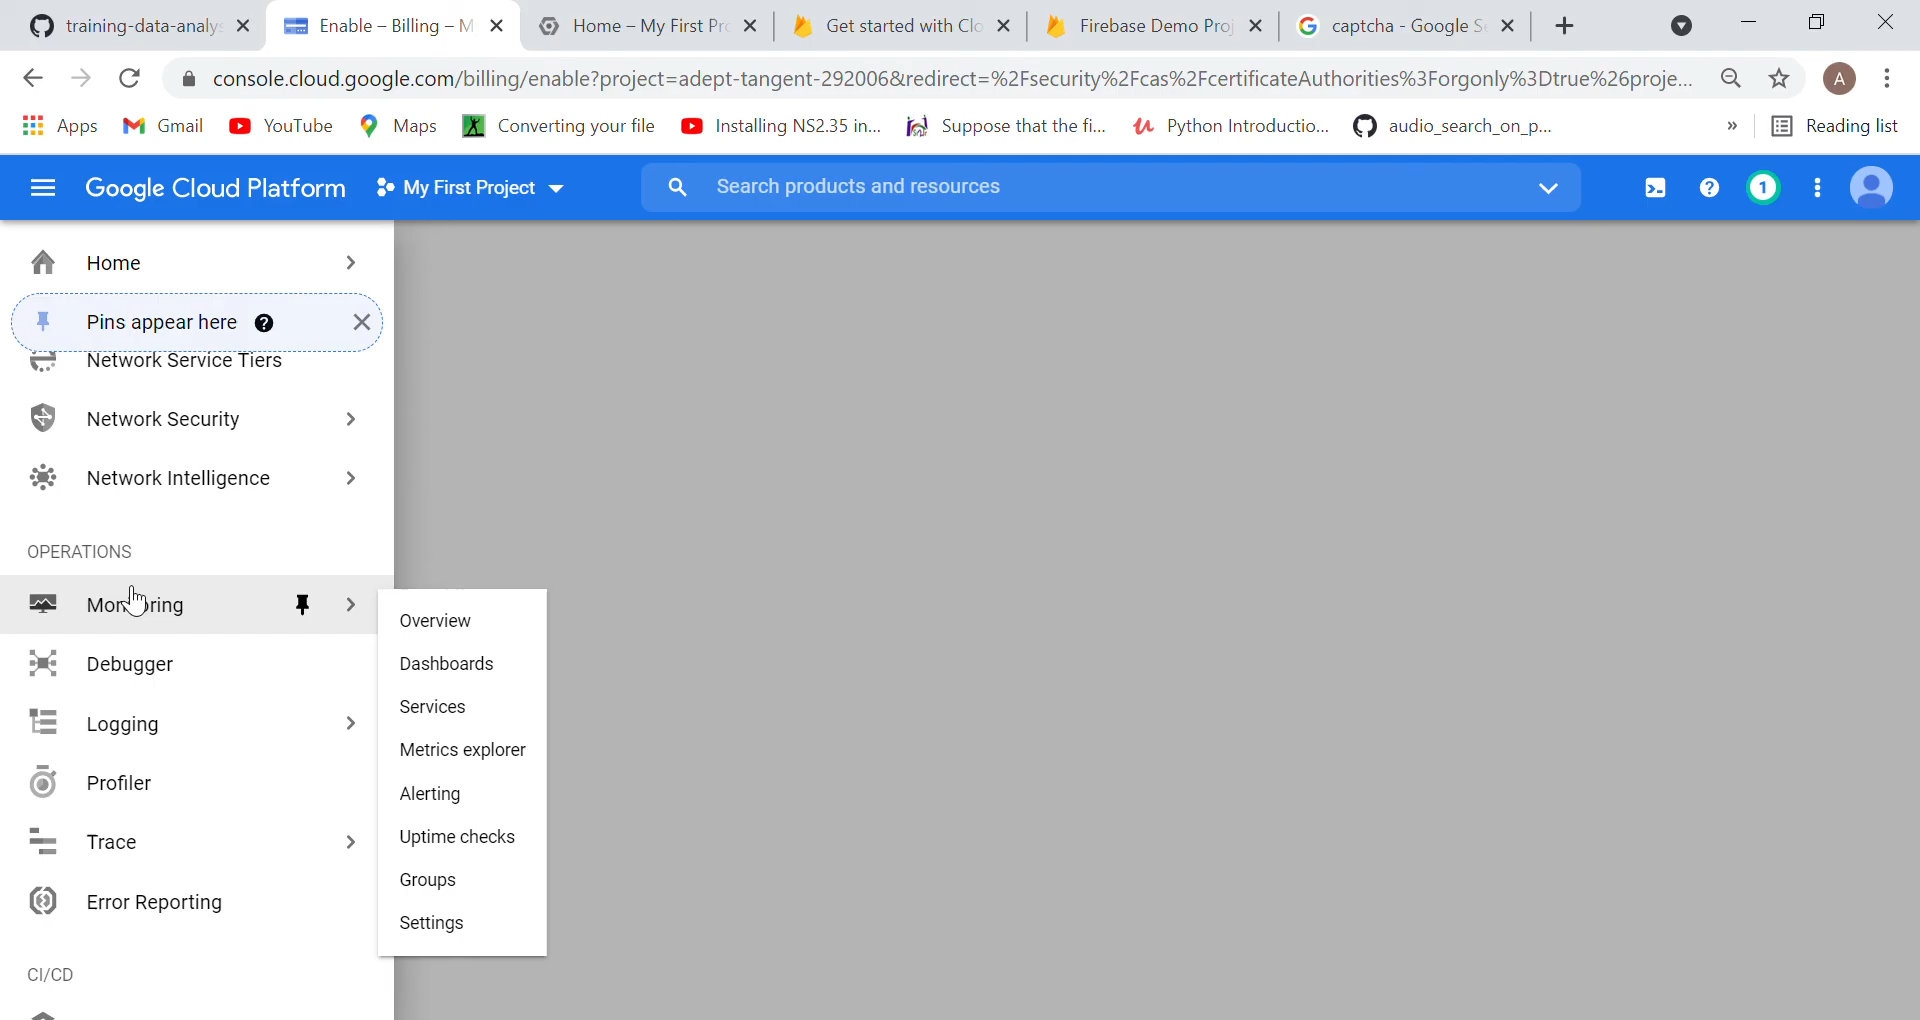 training-data-analy
Enable – Billing – M
Home – My First Pr
Get started with Clo
Firebase Demo Proj
captcha - Google Se
console.cloud.google.com/billing/enable?project=adept-tangent-292006&redirect=%2Fsecurity%2Fcas%2FcertificateAuthorities%3Forgonly%3Dtrue%26proje...
A
Apps
Gmail
YouTube
Maps
Converting your file
Installing NS2.35 in...
Suppose that the fi...
Python Introductio...
audio_search_on_p...
»
Reading list
Google Cloud Platform
My First Project
Search products and resources
1
Home
Pins appear here
Network Service Tiers
Network Security
Network Intelligence
OPERATIONS
Monitoring
Debugger
Logging
Profiler
Trace
Error Reporting
CI/CD
Overview
Dashboards
Services
Metrics explorer
Alerting
Uptime checks
Groups
Settings